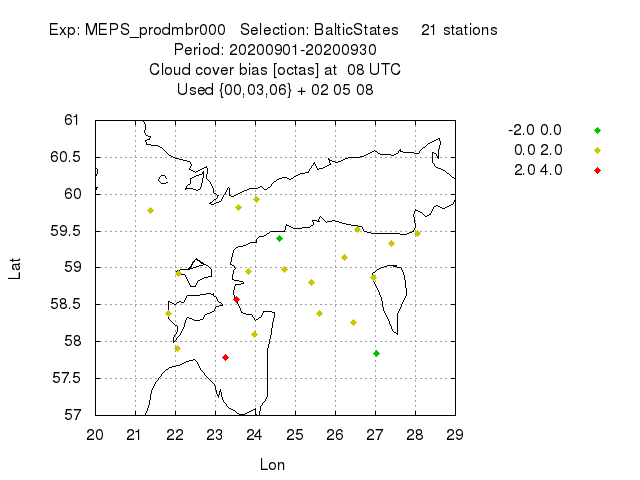 Exp: MEPS_prodmbr000   Selection: BalticStates     21 stations
Period: 20200901-20200930
Cloud cover bias [octas] at  08 UTC
Used {00,03,06} + 02 05 08
-2.0 0.0
0.0 2.0
2.0 4.0
61
60.5
60
59.5
59
58.5
58
57.5
57
Lat
20 21 22 23 24 25 26 27 28 29
Lon